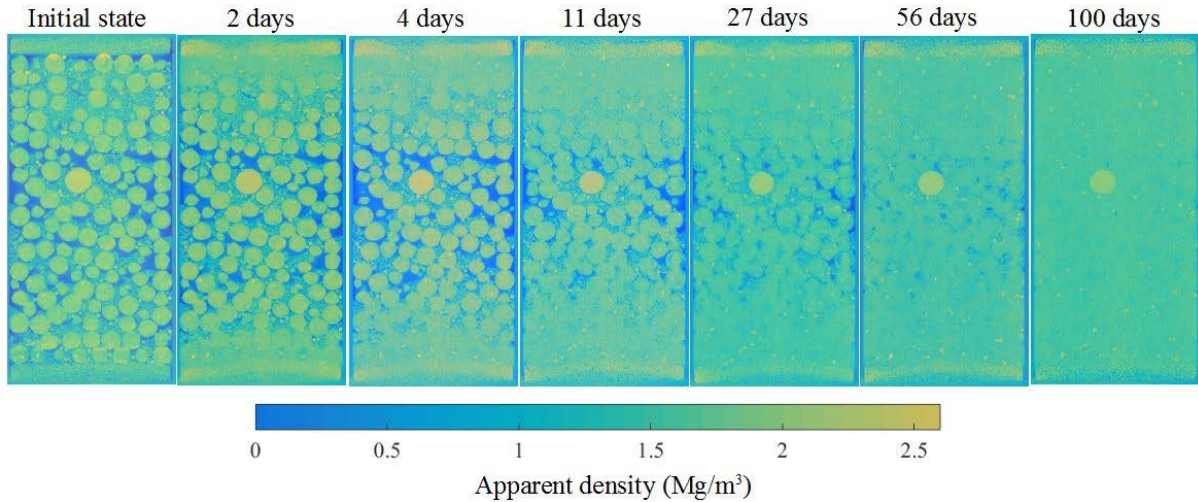 Initial state 2 days 4 days 11 days 27 days 56 days 100 days
0 0.5 1 1.5 2 2.5
Apparent density (Mg/m³)